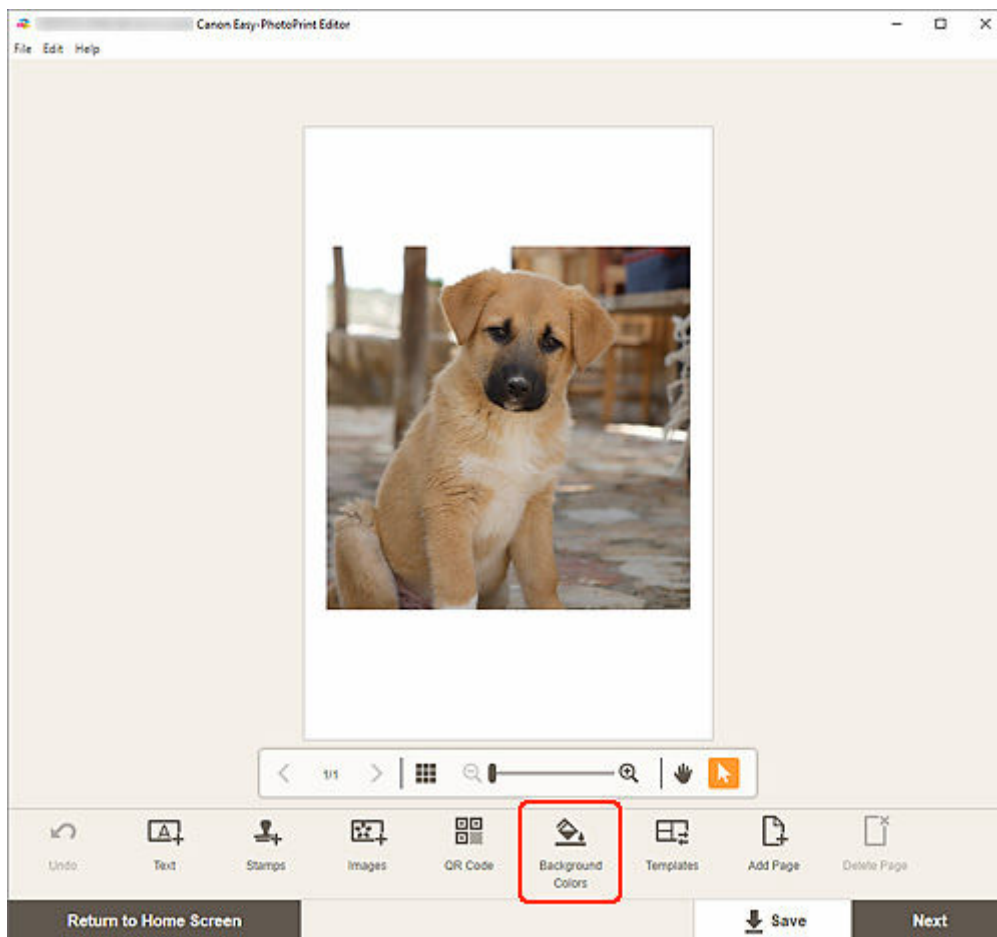 Canon Easy-PhotoPrint Editor
File Edit Help
1/1
Undo Text Stamps Images QR Code Background Colors Templates Add Page Delete Page
Return to Home Screen Save Next